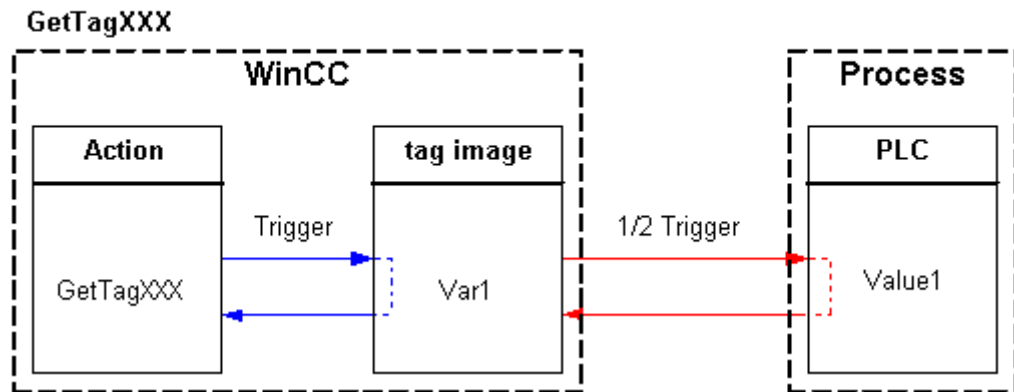 GetTagXXX
WinCC
Process
Action
tag image
PLC
Trigger
1/2 Trigger
GetTagXXX
Var1
Value1